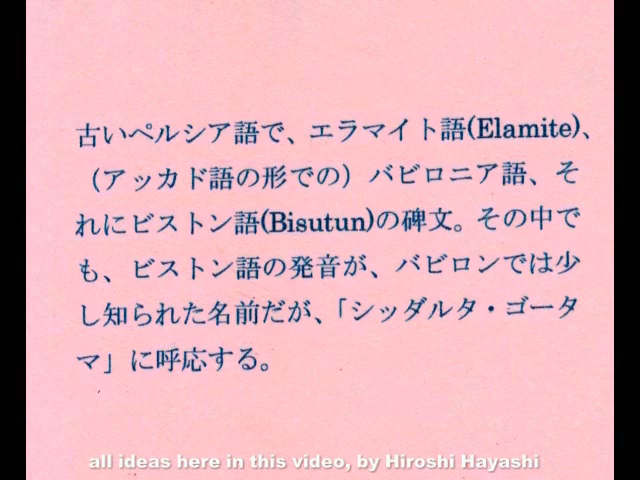 古いペルシア語で、エラマイト語(Elamite)、
（アッカド語の形での）バビロニア語、そ
れにビストン語(Bisutun)の碑文。その中で
も、ビストン語の発音が、バビロンでは少
し知られた名前だが、「シッダルタ・ゴータ
マ」に呼応する。
all ideas here in this video, by Hiroshi Hayashi